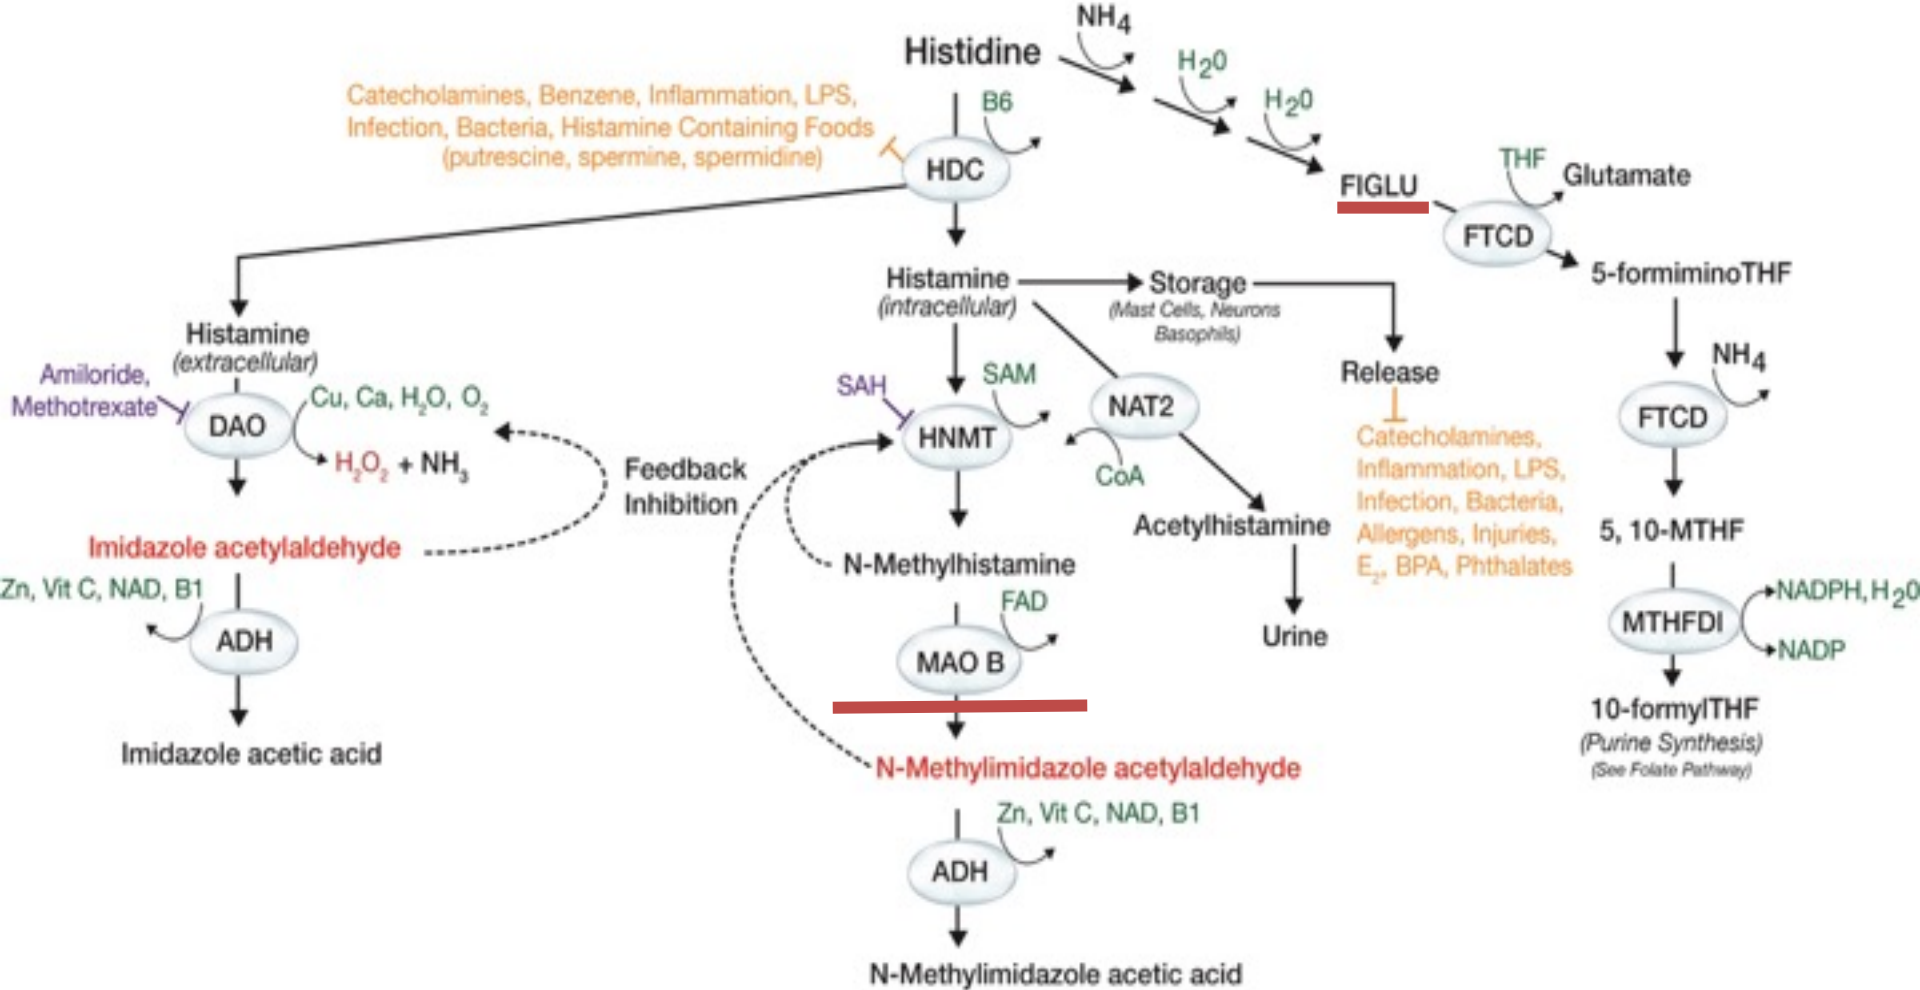 NH4
Histidine
H20
H20
Catecholamines, Benzene, Inflammation, LPS,
Infection, Bacteria, Histamine Containing Foods
(putrescine, spermine, spermidine)
B6
HDC
THF
Glutamate
FIGLU
FTCD
5-formiminoTHF
Histamine
(intracellular)
Storage
(Mast Cells, Neurons
Basophils)
Histamine
(extracellular)
Amiloride,
Methotrexate
Cu, Ca, H2O, O2
DAO
H2O2 + NH3
SAH
SAM
HNMT
NAT2
CoA
Release
Catecholamines,
Inflammation, LPS,
Infection, Bacteria,
Allergens, Injuries,
E2, BPA, Phthalates
NH4
FTCD
Feedback
Inhibition
Acetylhistamine
5, 10-MTHF
Imidazole acetylaldehyde
N-Methylhistamine
Zn, Vit C, NAD, B1
ADH
FAD
MAO B
Urine
NADPH, H20
MTHFDI
NADP
10-formylTHF
(Purine Synthesis)
(See Folate Pathway)
Imidazole acetic acid
N-Methylimidazole acetylaldehyde
Zn, Vit C, NAD, B1
ADH
N-Methylimidazole acetic acid